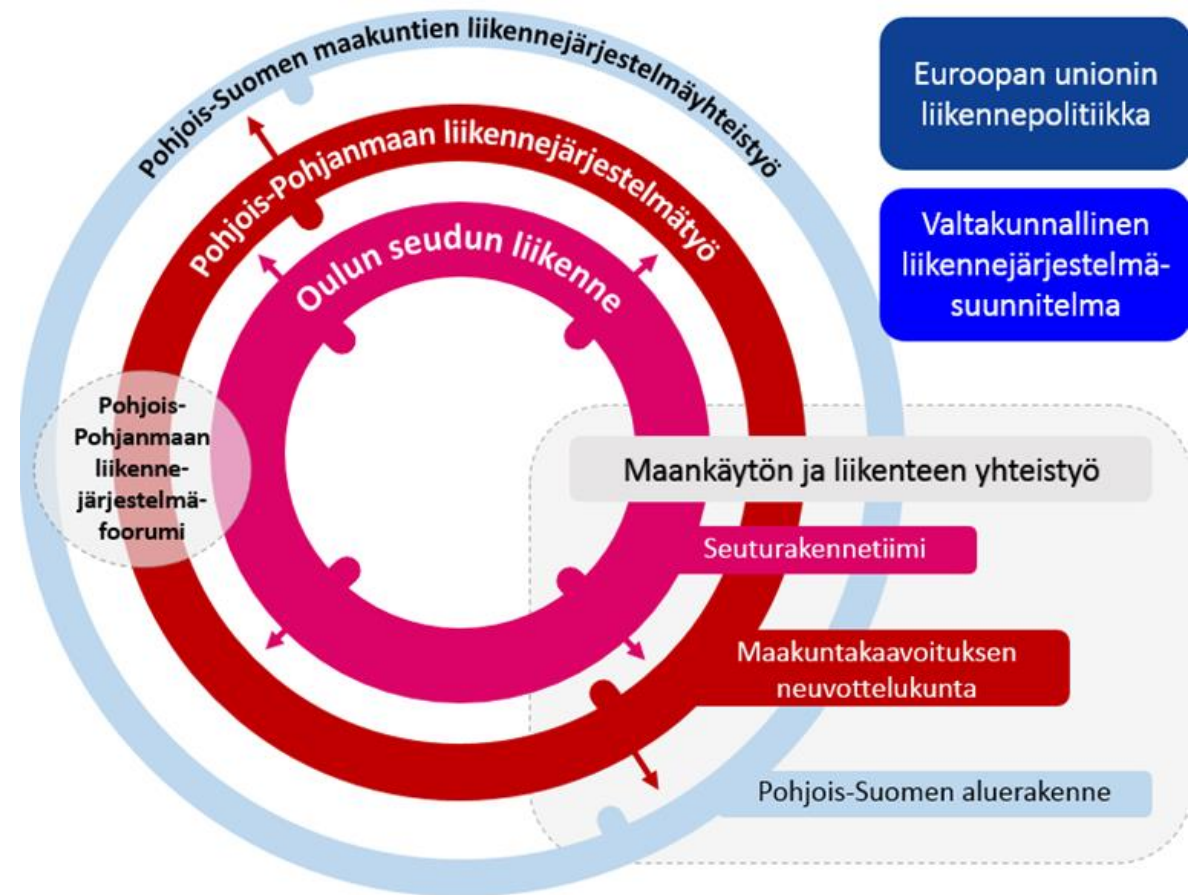 Pohjois-Suomen maakuntien liikennejärjestelmäyhteistyö
Pohjois-Pohjanmaan liikennejärjestelmätyö
Oulun seudun liikenne
Euroopan unionin
liikennepolitiikka
Valtakunnallinen
liikennejärjestelmä-
suunnitelma
Pohjois-
Pohjanmaan
liikenne-
järjestelmä-
foorumi
Maankäytön ja liikenteen yhteistyö
Seuturakennetiimi
Maakuntakaavoituksen
neuvottelukunta
Pohjois-Suomen aluerakenne